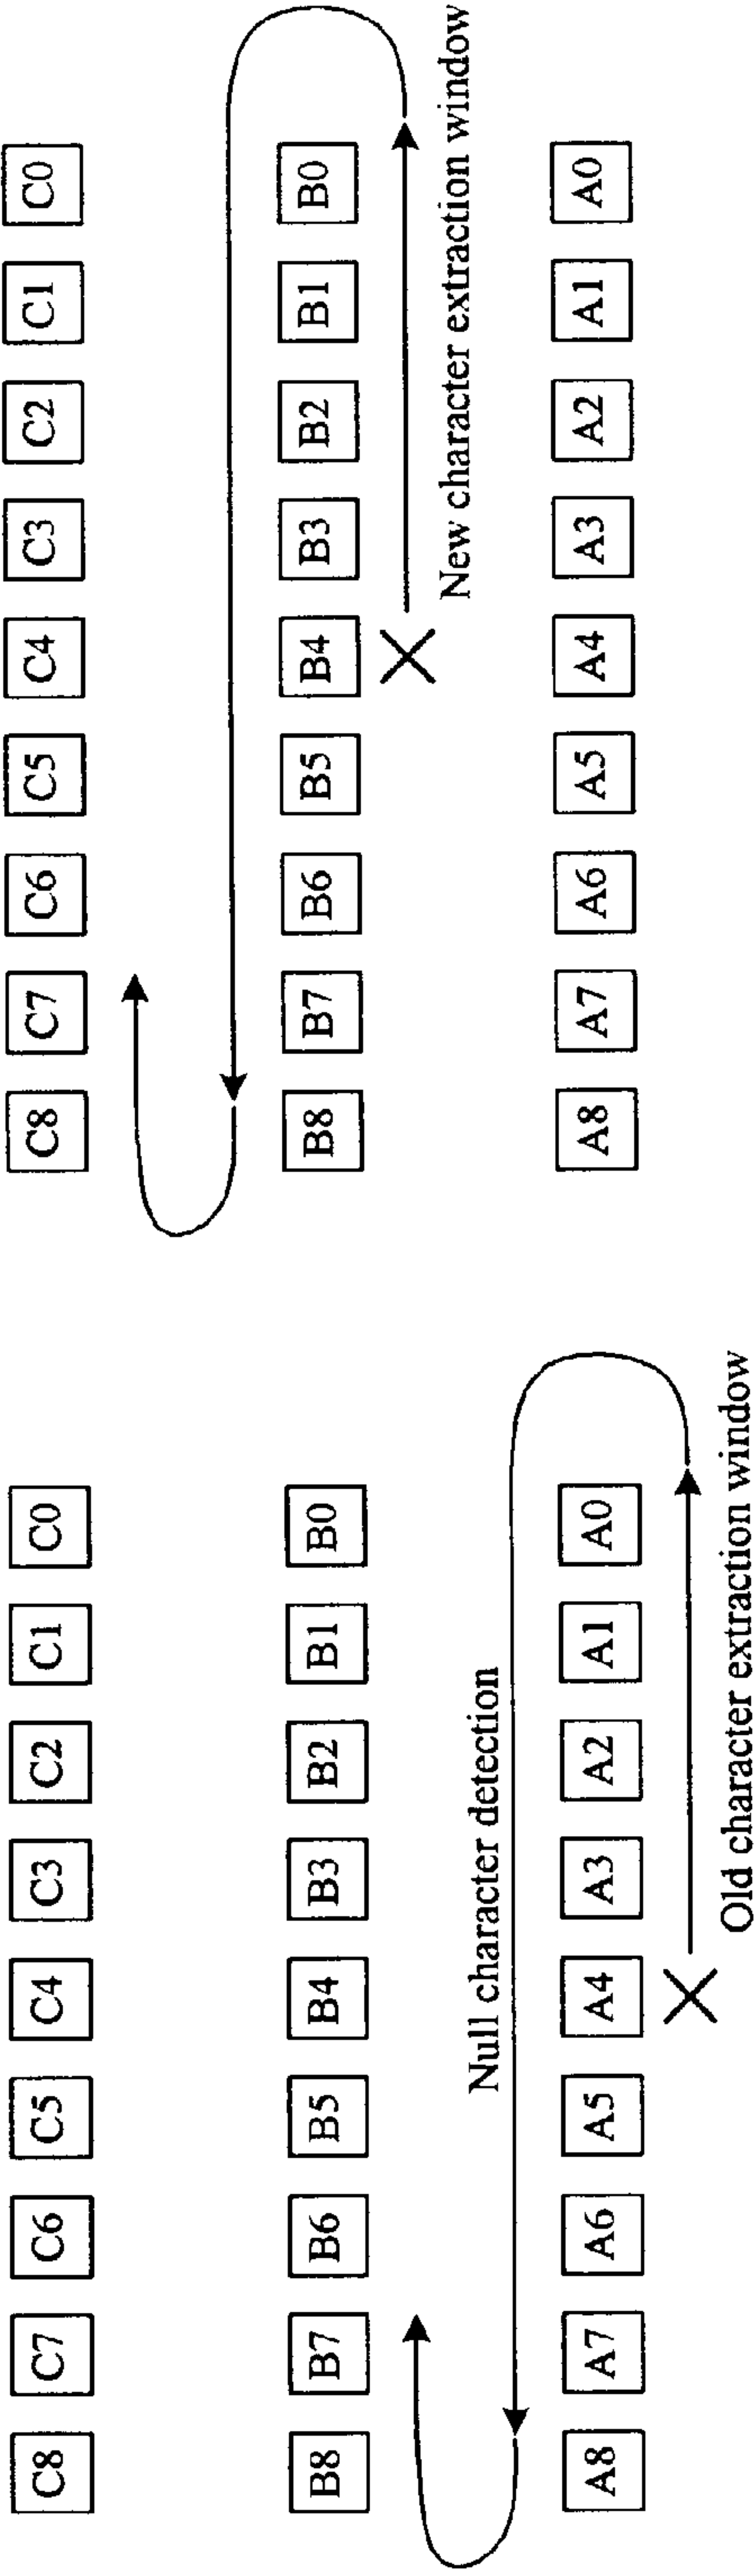 C8 C7 C6 C5 C4 C3 C2 C1 C0
B8 B7 B6 B5 B4 B3 B2 B1 B0
Null character detection
A8 A7 A6 A5 A4 A3 A2 A1 A0
Old character extraction window
C8 C7 C6 C5 C4 C3 C2 C1 C0
B8 B7 B6 B5 B4 B3 B2 B1 B0
New character extraction window
A8 A7 A6 A5 A4 A3 A2 A1 A0